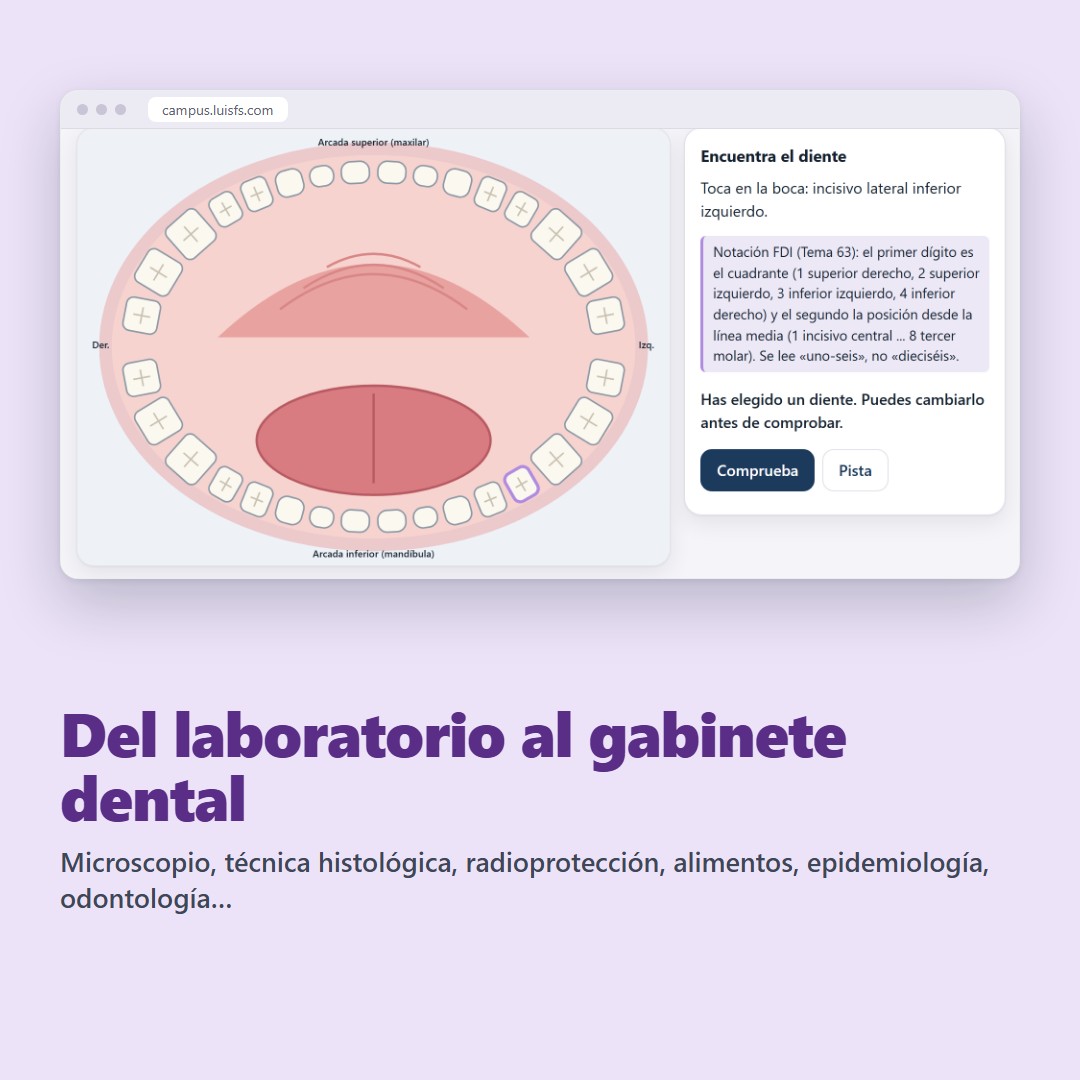 campus.luisfs.com
Arcada superior (maxilar)
Der.
Izq.
Arcada inferior (mandíbula)
Encuentra el diente
Toca en la boca: incisivo lateral inferior
izquierdo.
Notación FDI (Tema 63): el primer dígito es
el cuadrante (1 superior derecho, 2 superior
izquierdo, 3 inferior izquierdo, 4 inferior
derecho) y el segundo la posición desde la
línea media (1 incisivo central ... 8 tercer
molar). Se lee «uno-seis», no «dieciséis».
Has elegido un diente. Puedes cambiarlo
antes de comprobar.
Comprueba
Pista
Del laboratorio al gabinete
dental
Microscopio, técnica histológica, radioprotección, alimentos, epidemiología,
odontología...